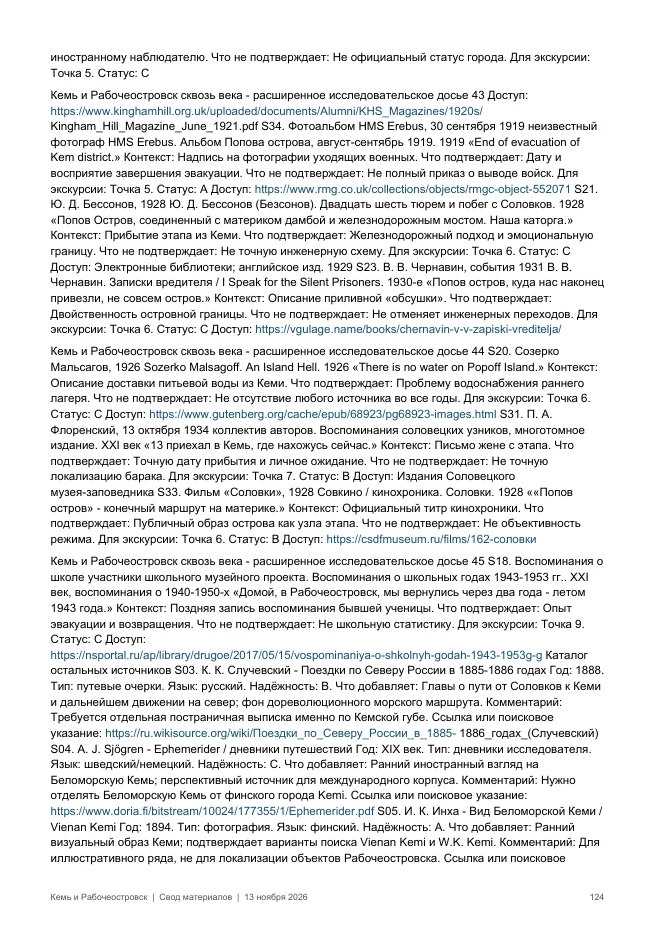 иностранному наблюдателю. Что не подтверждает: Не официальный статус города. Для экскурсии:
Точка 5. Статус: C
Кемь и Рабочеостровск сквозь века - расширенное исследовательское досье 43 Доступ:
https://www.kinghamhill.org.uk/uploaded/documents/Alumni/KHS_Magazines/1920s/
Kingham_Hill_Magazine_June_1921.pdf S34. Фотоальбом HMS Erebus, 30 сентября 1919 неизвестный
фотограф HMS Erebus. Альбом Попова острова, август-сентябрь 1919. 1919 «End of evacuation of
Kem district.» Контекст: Надпись на фотографии уходящих военных. Что подтверждает: Дату и
восприятие завершения эвакуации. Что не подтверждает: Не полный приказ о выводе войск. Для
экскурсии: Точка 5. Статус: A Доступ: https://www.rmg.co.uk/collections/objects/rmgc-object-552071 S21.
Ю. Д. Бессонов, 1928 Ю. Д. Бессонов (Безсонов). Двадцать шесть тюрем и побег с Соловков. 1928
«Попов Остров, соединенный с материком дамбой и железнодорожным мостом. Наша каторга.»
Контекст: Прибытие этапа из Кеми. Что подтверждает: Железнодорожный подход и эмоциональную
границу. Что не подтверждает: Не точную инженерную схему. Для экскурсии: Точка 6. Статус: C
Доступ: Электронные библиотеки; английское изд. 1929 S23. В. В. Чернавин, события 1931 В. В.
Чернавин. Записки вредителя / I Speak for the Silent Prisoners. 1930-е «Попов остров, куда нас наконец
привезли, не совсем остров.» Контекст: Описание приливной «обсушки». Что подтверждает:
Двойственность островной границы. Что не подтверждает: Не отменяет инженерных переходов. Для
экскурсии: Точка 6. Статус: C Доступ: https://vgulage.name/books/chernavin-v-v-zapiski-vreditelja/
Кемь и Рабочеостровск сквозь века - расширенное исследовательское досье 44 S20. Созерко
Мальсагов, 1926 Sozerko Malsagoff. An Island Hell. 1926 «There is no water on Popoff Island.» Контекст:
Описание доставки питьевой воды из Кеми. Что подтверждает: Проблему водоснабжения раннего
лагеря. Что не подтверждает: Не отсутствие любого источника во все годы. Для экскурсии: Точка 6.
Статус: C Доступ: https://www.gutenberg.org/cache/epub/68923/pg68923-images.html S31. П. А.
Флоренский, 13 октября 1934 коллектив авторов. Воспоминания соловецких узников, многотомное
издание. XXI век «13 приехал в Кемь, где нахожусь сейчас.» Контекст: Письмо жене с этапа. Что
подтверждает: Точную дату прибытия и личное ожидание. Что не подтверждает: Не точную
локализацию барака. Для экскурсии: Точка 7. Статус: B Доступ: Издания Соловецкого
музея-заповедника S33. Фильм «Соловки», 1928 Совкино / кинохроника. Соловки. 1928 ««Попов
остров» - конечный маршрут на материке.» Контекст: Официальный титр кинохроники. Что
подтверждает: Публичный образ острова как узла этапа. Что не подтверждает: Не объективность
режима. Для экскурсии: Точка 6. Статус: B Доступ: https://csdfmuseum.ru/films/162-соловки
Кемь и Рабочеостровск сквозь века - расширенное исследовательское досье 45 S18. Воспоминания о
школе участники школьного музейного проекта. Воспоминания о школьных годах 1943-1953 гг.. XXI
век, воспоминания о 1940-1950-х «Домой, в Рабочеостровск, мы вернулись через два года - летом
1943 года.» Контекст: Поздняя запись воспоминания бывшей ученицы. Что подтверждает: Опыт
эвакуации и возвращения. Что не подтверждает: Не школьную статистику. Для экскурсии: Точка 9.
Статус: C Доступ:
https://nsportal.ru/ap/library/drugoe/2017/05/15/vospominaniya-o-shkolnyh-godah-1943-1953g-g Каталог
остальных источников S03. К. К. Случевский - Поездки по Северу России в 1885-1886 годах Год: 1888.
Тип: путевые очерки. Язык: русский. Надёжность: B. Что добавляет: Главы о пути от Соловков к Кеми
и дальнейшем движении на север; фон дореволюционного морского маршрута. Комментарий:
Требуется отдельная постраничная выписка именно по Кемской губе. Ссылка или поисковое
указание: https://ru.wikisource.org/wiki/Поездки_по_Северу_России_в_1885- 1886_годах_(Случевский)
S04. A. J. Sjögren - Ephemerider / дневники путешествий Год: XIX век. Тип: дневники исследователя.
Язык: шведский/немецкий. Надёжность: C. Что добавляет: Ранний иностранный взгляд на
Беломорскую Кемь; перспективный источник для международного корпуса. Комментарий: Нужно
отделять Беломорскую Кемь от финского города Kemi. Ссылка или поисковое указание:
https://www.doria.fi/bitstream/10024/177355/1/Ephemerider.pdf S05. И. К. Инха - Вид Беломорской Кеми /
Vienan Kemi Год: 1894. Тип: фотография. Язык: финский. Надёжность: A. Что добавляет: Ранний
визуальный образ Кеми; подтверждает варианты поиска Vienan Kemi и W.K. Kemi. Комментарий: Для
иллюстративного ряда, не для локализации объектов Рабочеостровска. Ссылка или поисковое
Кемь и Рабочеостровск | Свод материалов | 13 ноября 2026 124